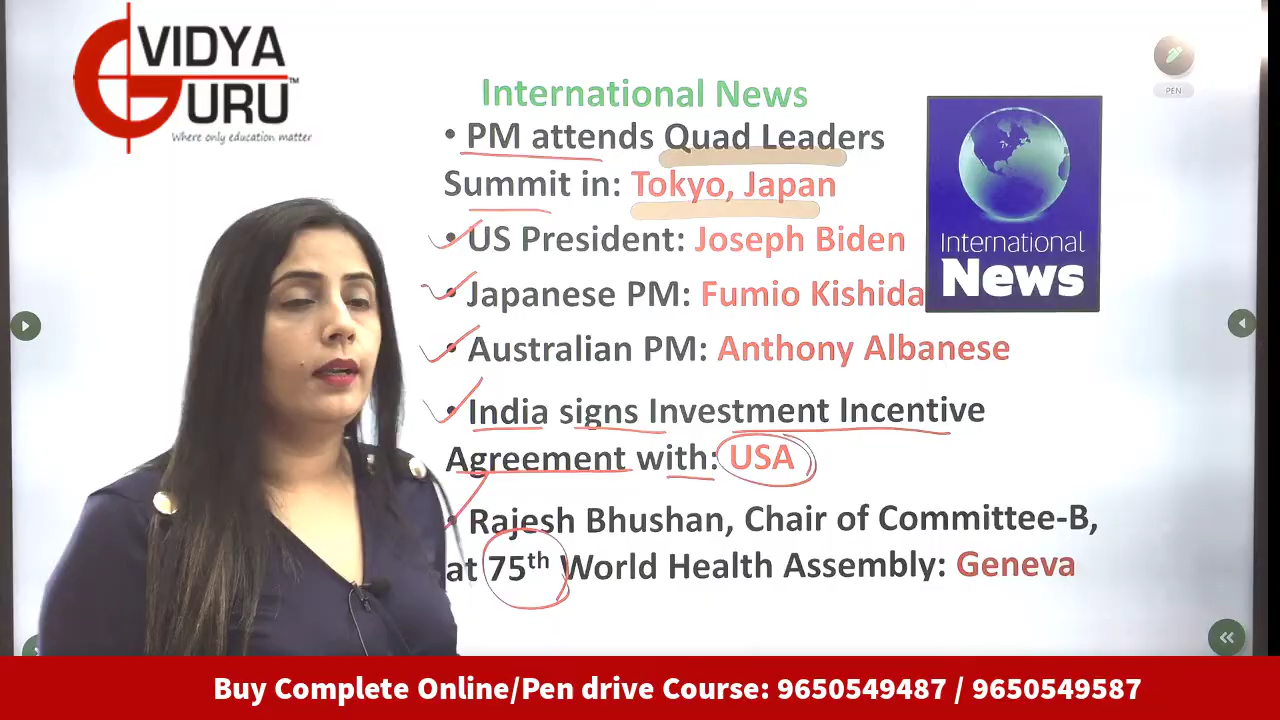 VIDYA
GURU™
Where only education matter
PEN
International News
• PM attends Quad Leaders
Summit in: Tokyo, Japan
• US President: Joseph Biden
• Japanese PM: Fumio Kishida
• Australian PM: Anthony Albanese
• India signs Investment Incentive
Agreement with: USA
• Rajesh Bhushan, Chair of Committee-B,
at 75th World Health Assembly: Geneva
International
News
Buy Complete Online/Pen drive Course: 9650549487 / 9650549587